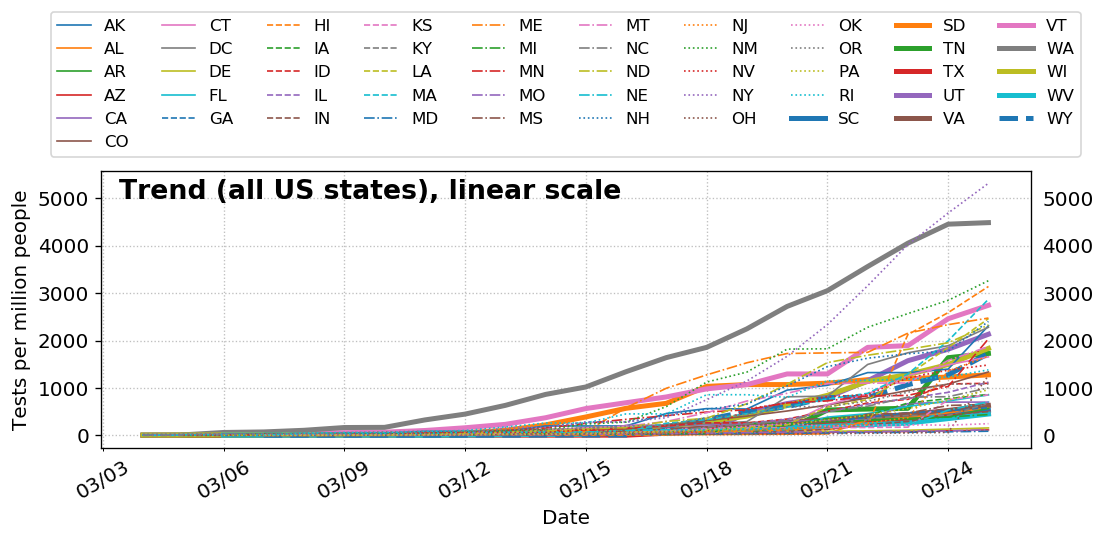 AK CT HI KS ME MT NJ OK SD VT
AL DC IA KY MI NC NM OR TN WA
AR DE ID LA MN ND NV PA TX WI
AZ FL IL MA MO NE NY RI UT WV
CA GA IN MD MS NH OH SC VA WY
CO
Trend (all US states), linear scale
Tests per million people
5000 5000
4000 4000
3000 3000
2000 2000
1000 1000
0 0
03/03 03/06 03/09 03/12 03/15 03/18 03/21 03/24
Date